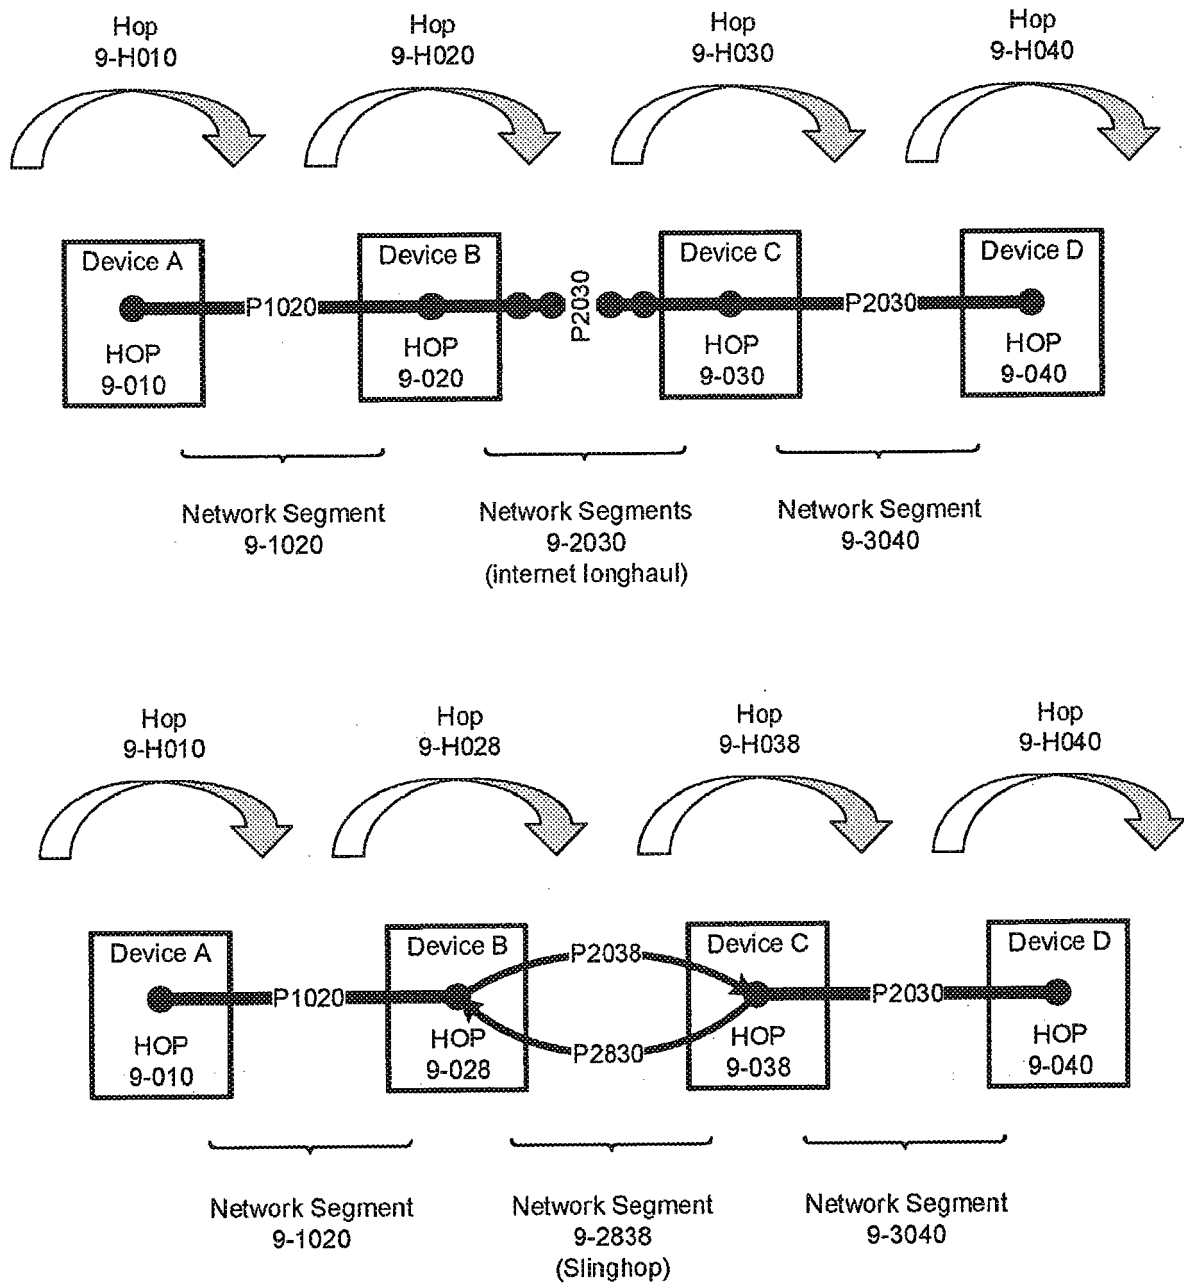 Hop
9-H010
Hop
9-H020
Hop
9-H030
Hop
9-H040
Device A
Device B
Device C
Device D
P1020
P2030
P2030
HOP
9-010
HOP
9-020
HOP
9-030
HOP
9-040
Network Segment
9-1020
Network Segments
9-2030
(internet longhaul)
Network Segment
9-3040
Hop
9-H010
Hop
9-H028
Hop
9-H038
Hop
9-H040
Device A
Device B
Device C
Device D
P2038
P1020
P2030
P2830
HOP
9-010
HOP
9-028
HOP
9-038
HOP
9-040
Network Segment
9-1020
Network Segment
9-2838
(Slinghop)
Network Segment
9-3040